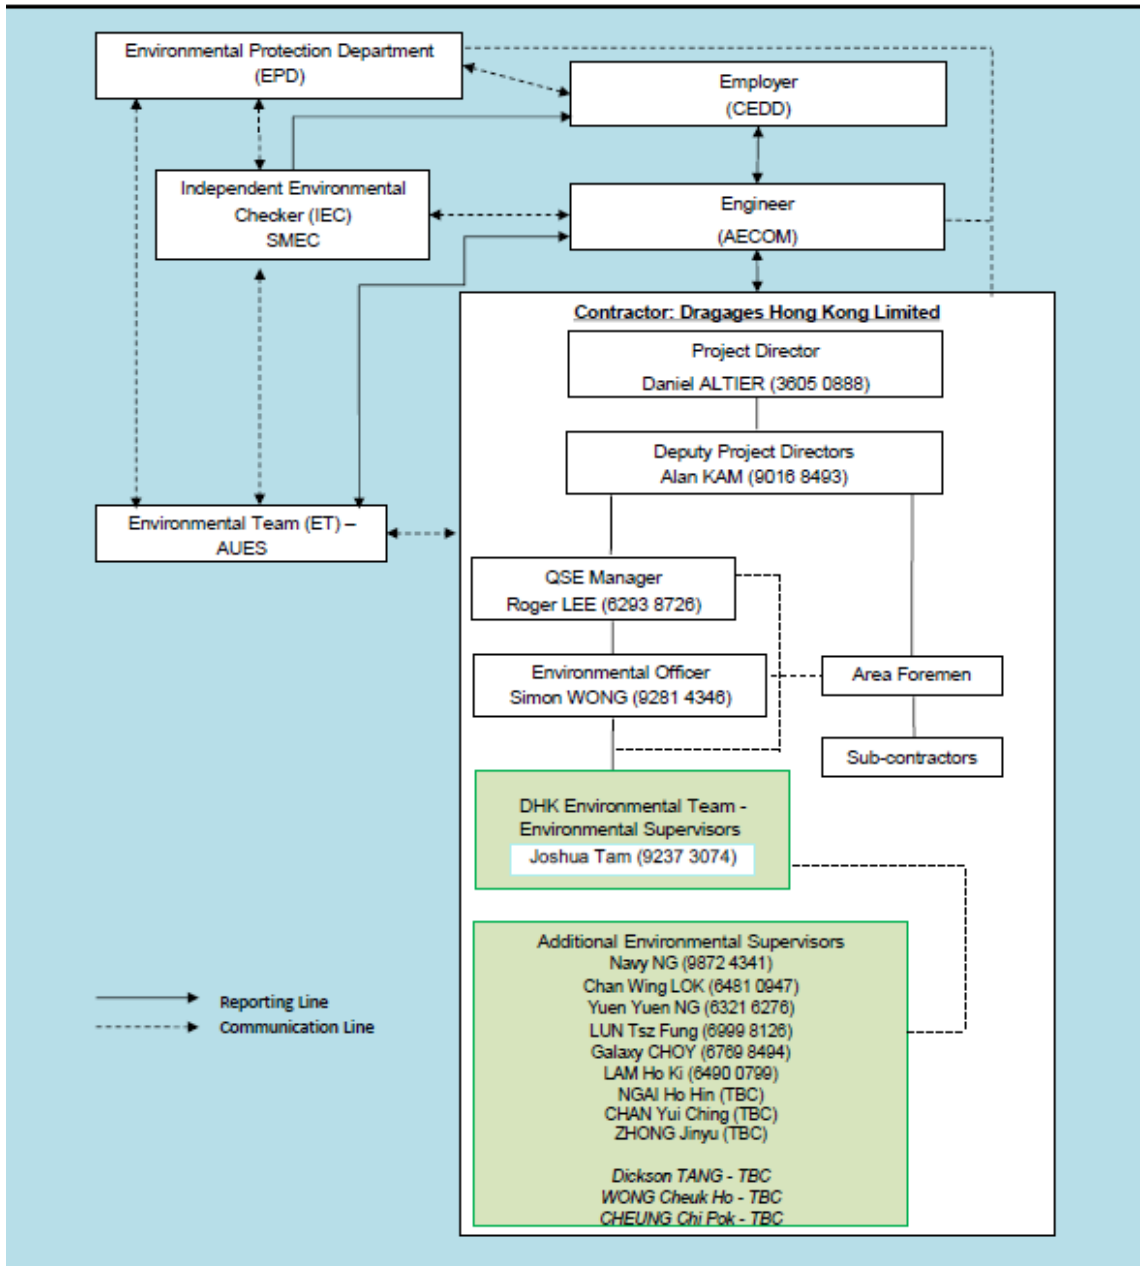 Environmental Protection Department
(EPD)
Employer
(CEDD)
Independent Environmental
Checker (IEC)
SMEC
Engineer
(AECOM)
Contractor: Dragages Hong Kong Limited
Project Director
Daniel ALTIER (3605 0888)
Deputy Project Directors
Alan KAM (9016 8493)
Environmental Team (ET) –
AUES
QSE Manager
Roger LEE (6293 8726)
Environmental Officer
Simon WONG (9281 4346)
Area Foremen
Sub-contractors
DHK Environmental Team -
Environmental Supervisors
Joshua Tam (9237 3074)
Additional Environmental Supervisors
Navy NG (9872 4341)
Chan Wing LOK (6481 0947)
Yuen Yuen NG (6321 6276)
LUN Tsz Fung (6999 8126)
Galaxy CHOY (6769 8494)
LAM Ho Ki (6490 0799)
NGAI Ho Hin (TBC)
CHAN Yui Ching (TBC)
ZHONG Jinyu (TBC)
Dickson TANG - TBC
WONG Cheuk Ho - TBC
CHEUNG Chi Pok - TBC
Reporting Line
Communication Line